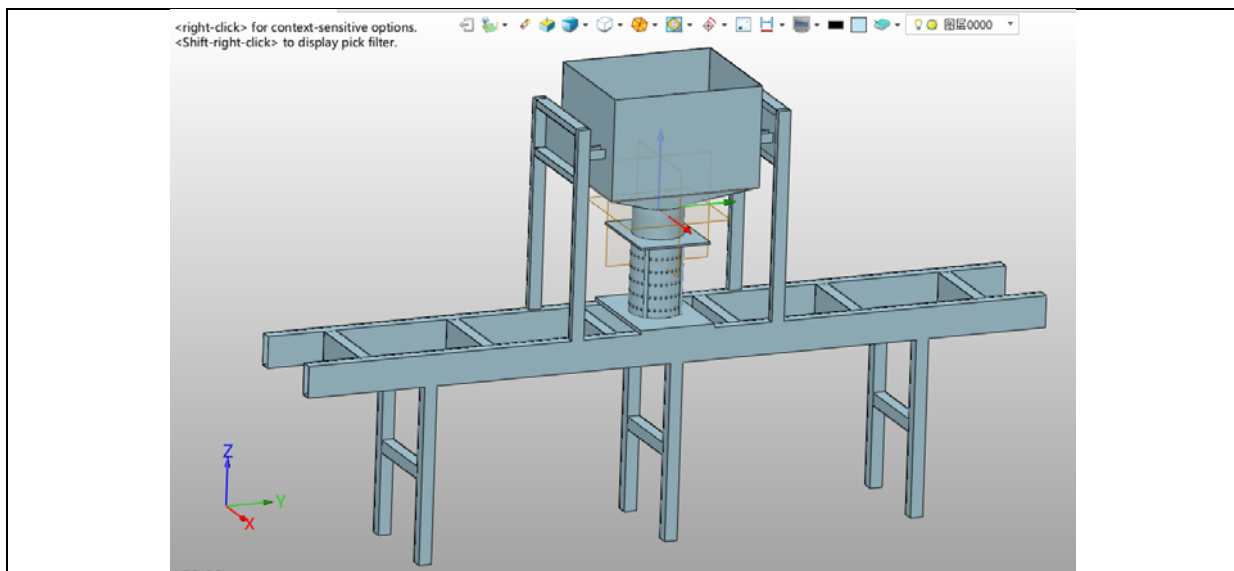 <right-click> for context-sensitive options.
<Shift-right-click> to display pick filter.
图层0000
Z
Y
X